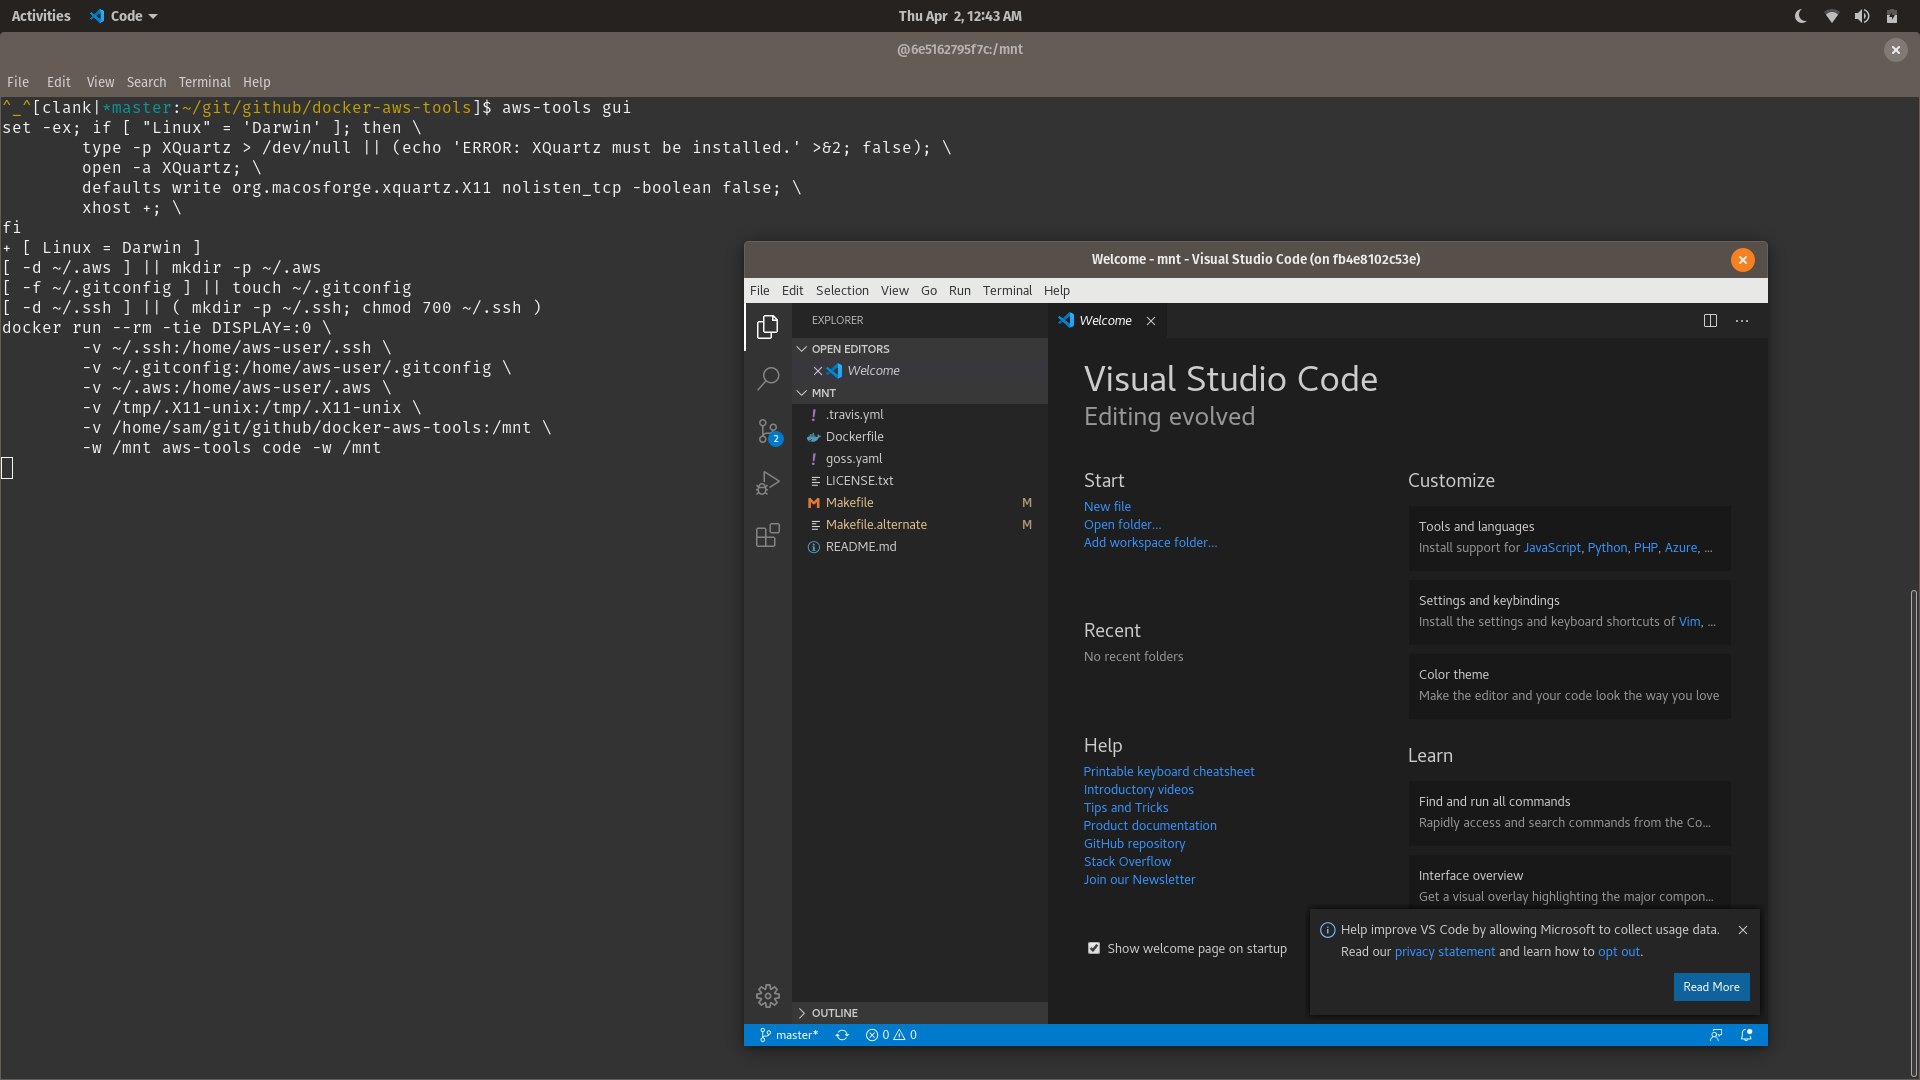 Activities Code Thu Apr 2, 12:43 AM
@6e5162795f7c:/mnt
File Edit View Search Terminal Help
^_^[clank|*master:~/git/github/docker-aws-tools]$ aws-tools gui
set -ex; if [ "Linux" = 'Darwin' ]; then \
type -p XQuartz > /dev/null || (echo 'ERROR: XQuartz must be installed.' >&2; false); \
open -a XQuartz; \
defaults write org.macosforge.xquartz.X11 nolisten_tcp -boolean false; \
xhost +; \
fi
+ [ Linux = Darwin ]
[ -d ~/.aws ] || mkdir -p ~/.aws
[ -f ~/.gitconfig ] || touch ~/.gitconfig
[ -d ~/.ssh ] || ( mkdir -p ~/.ssh; chmod 700 ~/.ssh )
docker run --rm -tie DISPLAY=:0 \
-v ~/.ssh:/home/aws-user/.ssh \
-v ~/.gitconfig:/home/aws-user/.gitconfig \
-v ~/.aws:/home/aws-user/.aws \
-v /tmp/.X11-unix:/tmp/.X11-unix \
-v /home/sam/git/github/docker-aws-tools:/mnt \
-w /mnt aws-tools code -w /mnt
Welcome - mnt - Visual Studio Code (on fb4e8102c53e)
File Edit Selection View Go Run Terminal Help
EXPLORER
OPEN EDITORS
Welcome
MNT
.travis.yml
Dockerfile
goss.yaml
LICENSE.txt
Makefile M
Makefile.alternate M
README.md
OUTLINE
2
Welcome
Visual Studio Code
Editing evolved
Start
New file
Open folder...
Add workspace folder...
Recent
No recent folders
Help
Printable keyboard cheatsheet
Introductory videos
Tips and Tricks
Product documentation
GitHub repository
Stack Overflow
Join our Newsletter
Show welcome page on startup
Customize
Tools and languages
Install support for JavaScript, Python, PHP, Azure, ...
Settings and keybindings
Install the settings and keyboard shortcuts of Vim, ...
Color theme
Make the editor and your code look the way you love
Learn
Find and run all commands
Rapidly access and search commands from the Co...
Interface overview
Get a visual overlay highlighting the major compon...
Help improve VS Code by allowing Microsoft to collect usage data.
Read our privacy statement and learn how to opt out.
Read More
master* 0 0